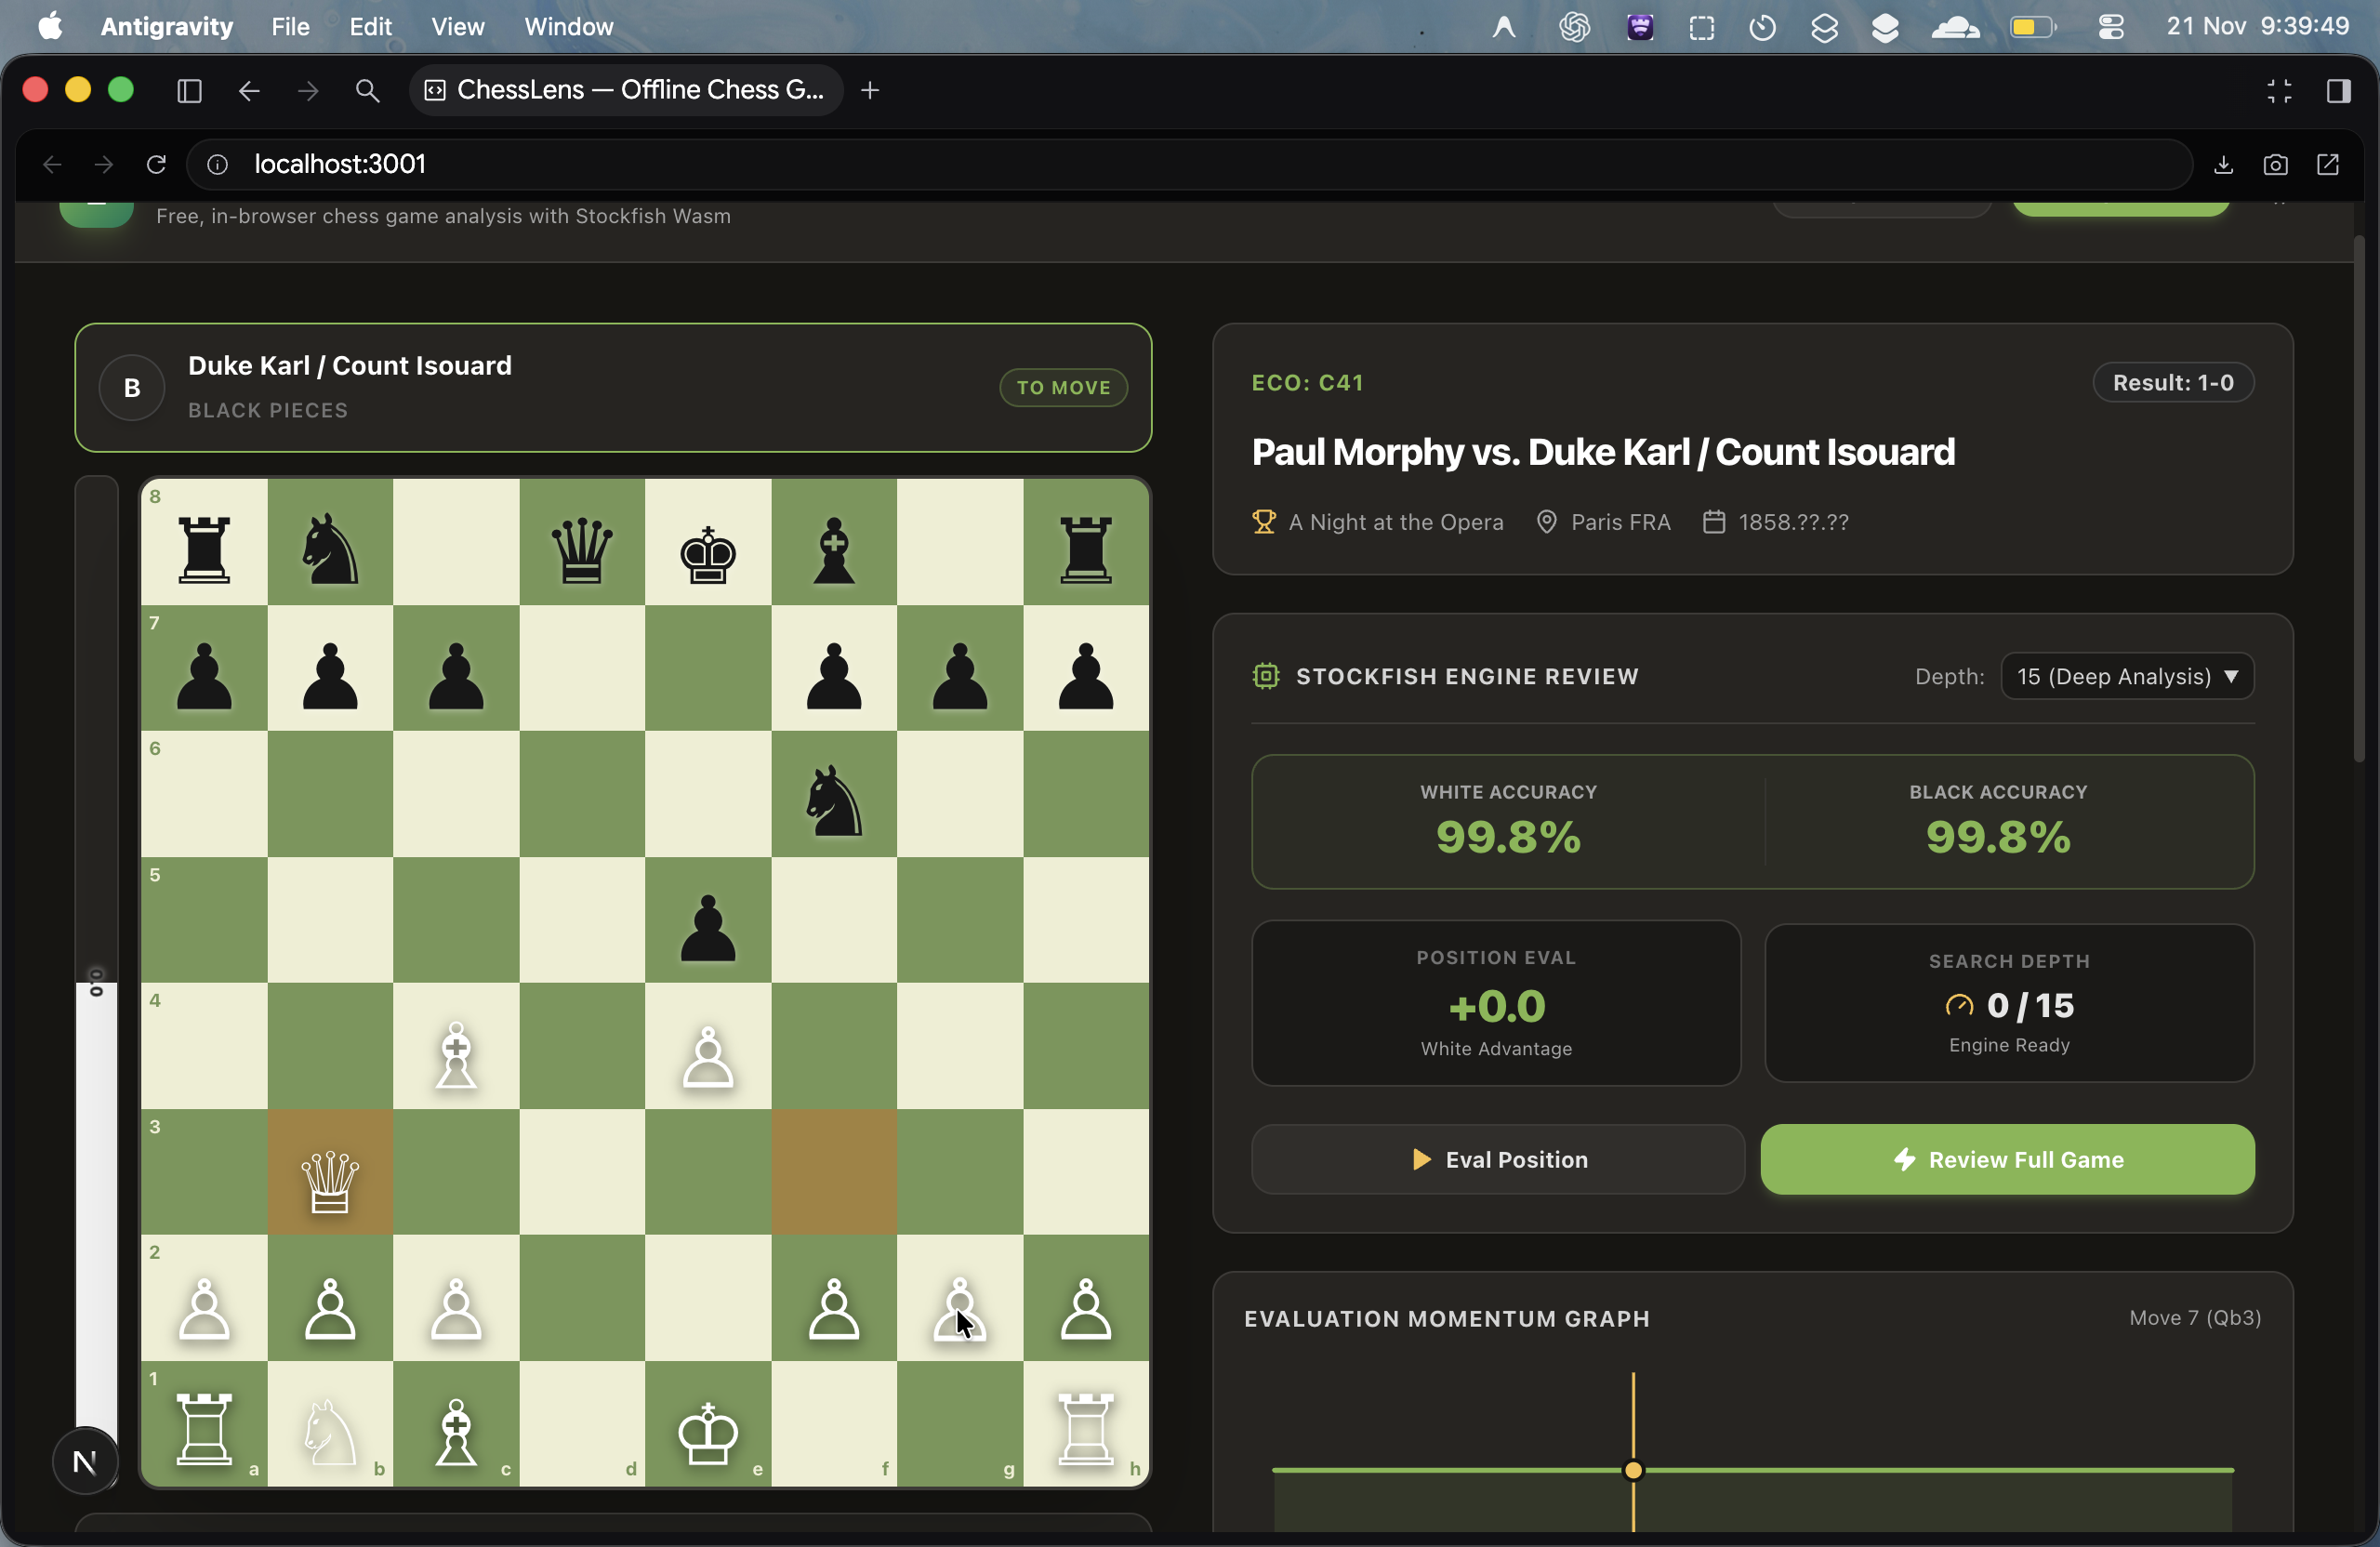 Antigravity File Edit View Window 21 Nov 9:39:49
ChessLens — Offline Chess G...
localhost:3001
Free, in-browser chess game analysis with Stockfish Wasm
B
Duke Karl / Count Isouard
BLACK PIECES
TO MOVE
0.0
8
7
6
5
4
3
2
1
a b c d e f g h
N
ECO: C41
Result: 1-0
Paul Morphy vs. Duke Karl / Count Isouard
A Night at the Opera Paris FRA 1858.??.??
STOCKFISH ENGINE REVIEW
Depth: 15 (Deep Analysis) ▼
WHITE ACCURACY
99.8%
BLACK ACCURACY
99.8%
POSITION EVAL
+0.0
White Advantage
SEARCH DEPTH
0 / 15
Engine Ready
Eval Position
Review Full Game
EVALUATION MOMENTUM GRAPH
Move 7 (Qb3)